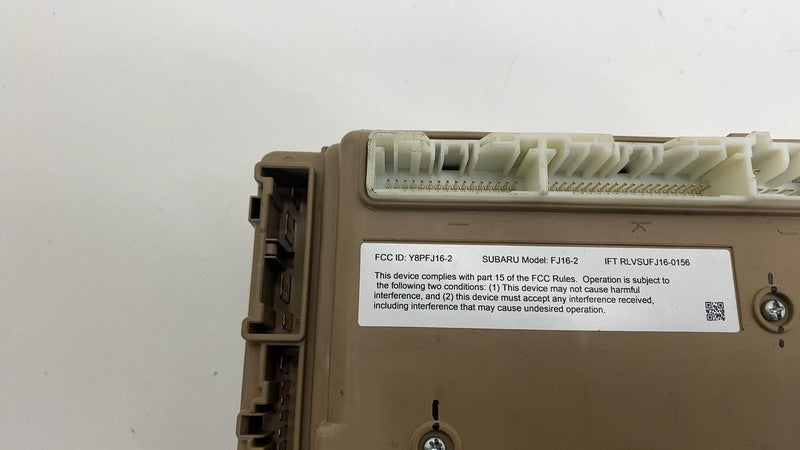 I K
FCC ID: Y8PFJ16-2 SUBARU Model: FJ16-2 IFT RLVSUFJ16-0156
This device complies with part 15 of the FCC Rules. Operation is subject to
the following two conditions: (1) This device may not cause harmful
interference, and (2) this device must accept any interference received,
including interference that may cause undesired operation.